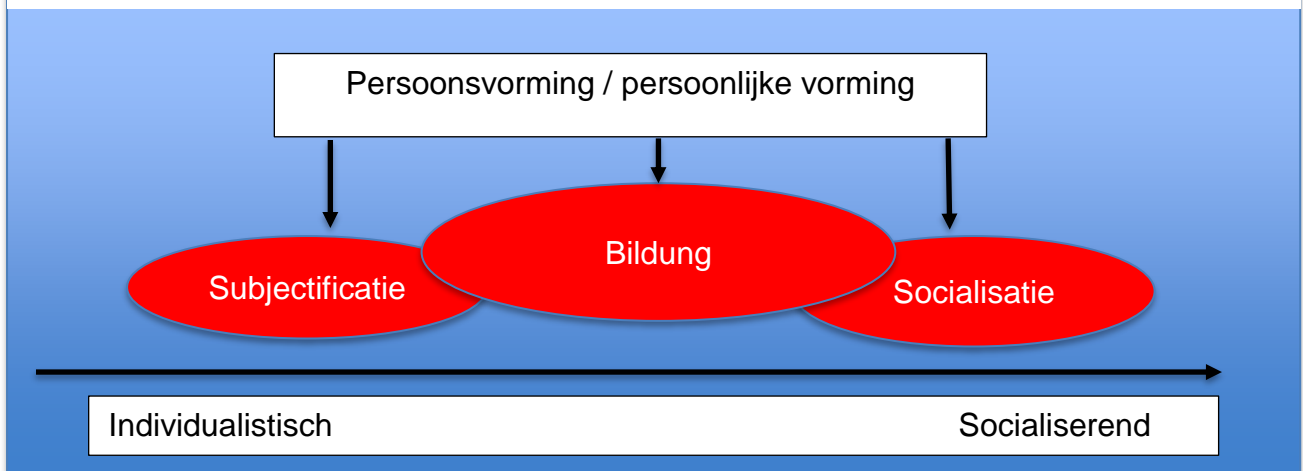 Persoonsvorming / persoonlijke vorming
Bildung
Subjectificatie
Socialisatie
Individualistisch Socialiserend